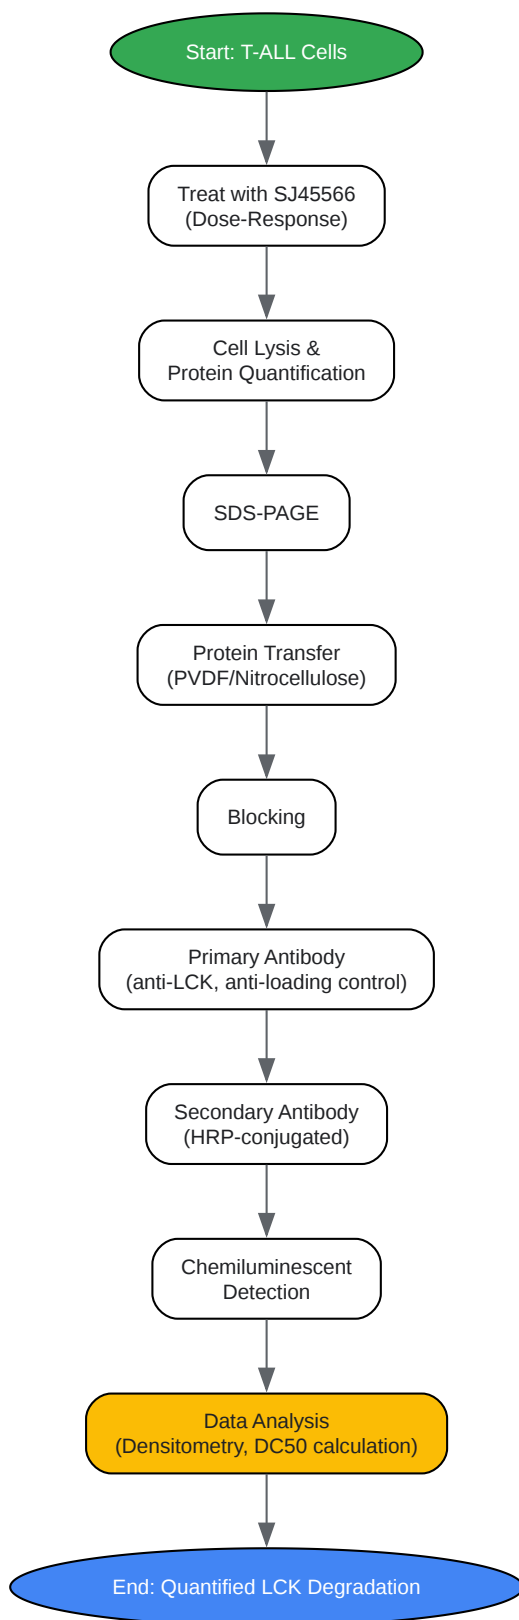 Start: T-ALL Cells
Treat with SJ45566
(Dose-Response)
Cell Lysis &
Protein Quantification
SDS-PAGE
Protein Transfer
(PVDF/Nitrocellulose)
Blocking
Primary Antibody
(anti-LCK, anti-loading control)
Secondary Antibody
(HRP-conjugated)
Chemiluminescent
Detection
Data Analysis
(Densitometry, DC50 calculation)
End: Quantified LCK Degradation